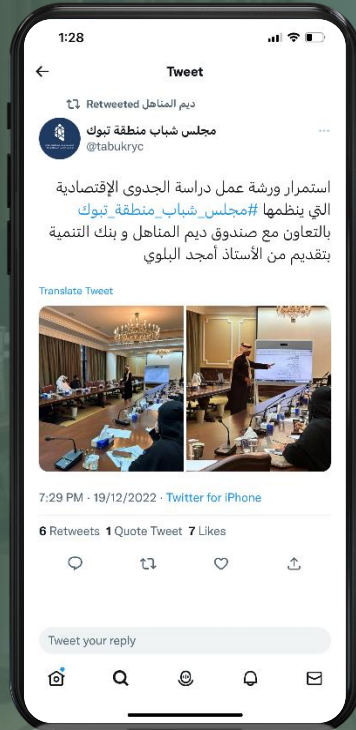 1:28
Tweet
ديم المناهل Retweeted
مجلس شباب منطقة تبوك
@tabukryc
استمرار ورشة عمل دراسة الجدوى الإقتصادية
التي ينظمها #مجلس_شباب_منطقة_تبوك
بالتعاون مع صندوق ديم المناهل و بنك التنمية
بتقديم من الأستاذ أمجد البلوي
Translate Tweet
7:29 PM · 19/12/2022 · Twitter for iPhone
6 Retweets 1 Quote Tweet 7 Likes
Tweet your reply